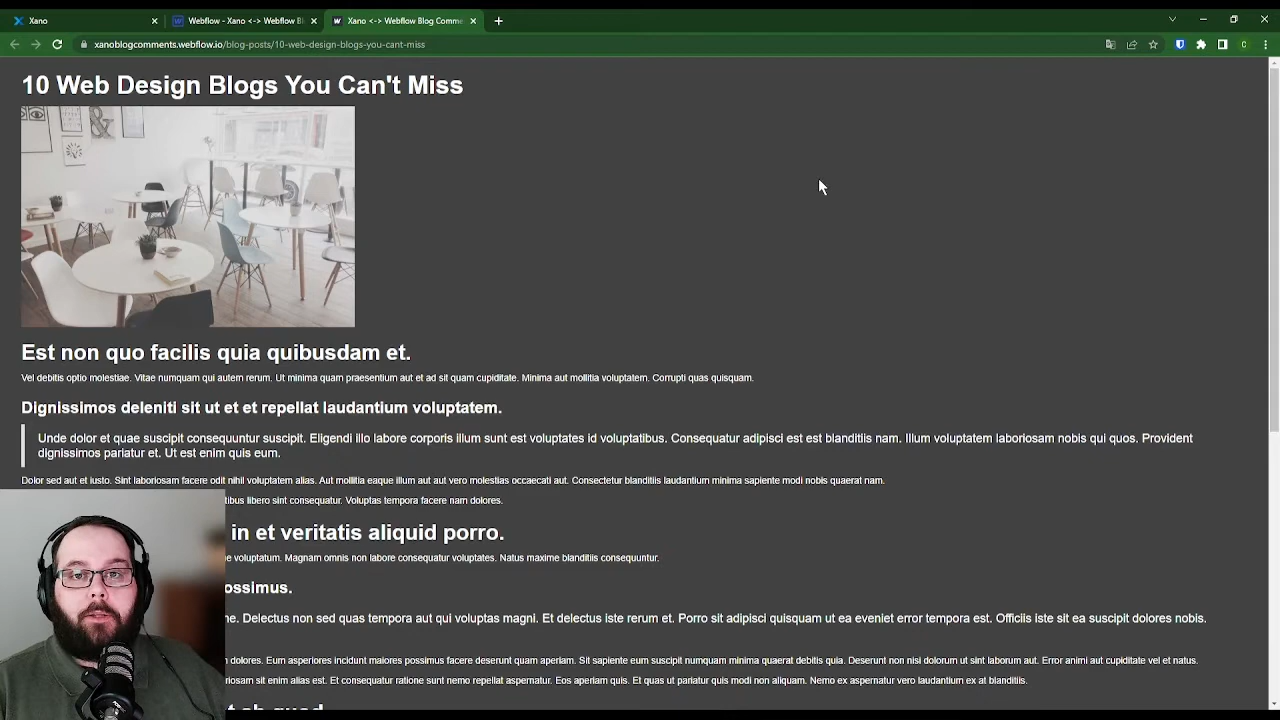 Xano
Webflow - Xano <-> Webflow Bl
Xano <-> Webflow Blog Comme
xanoblogcomments.webflow.io/blog-posts/10-web-design-blogs-you-cant-miss
10 Web Design Blogs You Can't Miss
&
Est non quo facilis quia quibusdam et.
Vel debitis optio molestiae. Vitae numquam qui autem rerum. Ut minima quam praesentium aut et ad sit quam cupiditate. Minima aut mollitia voluptatem. Corrupti quas quisquam.
Dignissimos deleniti sit ut et et repellat laudantium voluptatem.
Unde dolor et quae suscipit consequuntur suscipit. Eligendi illo labore corporis illum sunt est voluptates id voluptatibus. Consequatur adipisci est est blanditiis nam. Illum voluptatem laboriosam nobis qui quos. Provident
dignissimos pariatur et. Ut est enim quis eum.
Dolor sed aut et iusto. Sint laboriosam facere odit nihil voluptatem alias. Aut mollitia eaque illum aut aut vero molestias occaecati aut. Consectetur blanditiis laudantium minima sapiente modi nobis quaerat nam.
tibus libero sint consequatur. Voluptas tempora facere nam dolores.
in et veritatis aliquid porro.
e voluptatum. Magnam omnis non labore consequatur voluptates. Natus maxime blanditiis consequuntur.
ossimus.
ne. Delectus non sed quas tempora aut qui voluptas magni. Et delectus iste rerum et. Porro sit adipisci quisquam ut ea eveniet error tempora est. Officiis iste sit ea suscipit dolores nobis.
dolores. Eum asperiores incidunt maiores possimus facere deserunt quam aperiam. Sit sapiente eum suscipit numquam minima quaerat debitis quia. Deserunt non nisi dolorum ut sint laborum aut. Error animi aut cupiditate vel et natus.
riosam sit enim alias est. Et consequatur ratione sunt nemo repellat aspernatur. Eos aperiam quis. Et quas ut pariatur quis modi non aliquam. Nemo ex aspernatur vero laudantium ex at blanditiis.